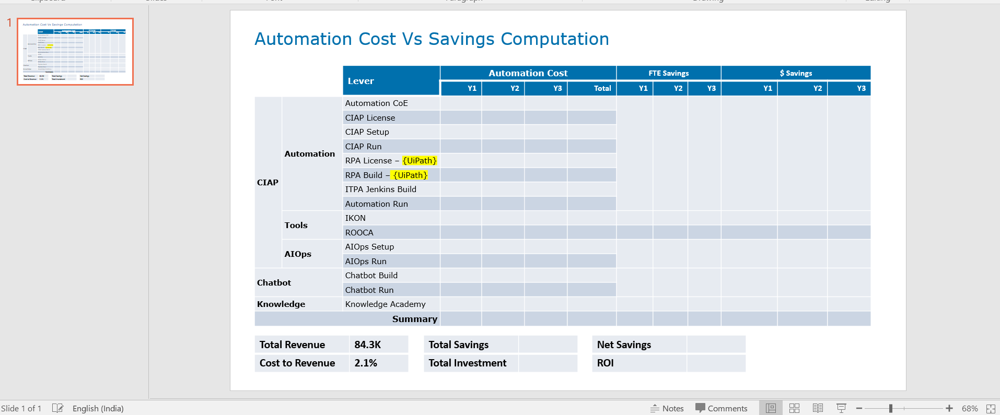 1
Automation Cost Vs Savings Computation
Lever
Automation Cost
FTE Savings
$ Savings
Y1 Y2 Y3 Total Y1 Y2 Y3 Y1 Y2 Y3
CIAP
Automation
Automation CoE
CIAP License
CIAP Setup
CIAP Run
RPA License – {UiPath}
RPA Build – {UiPath}
ITPA Jenkins Build
Automation Run
Tools
IKON
ROOCA
AIOps
AIOps Setup
AIOps Run
Chatbot
Chatbot Build
Chatbot Run
Knowledge Knowledge Academy
Summary
Total Revenue 84.3K Total Savings Net Savings
Cost to Revenue 2.1% Total Investment ROI
Slide 1 of 1 English (India) Notes Comments 68%